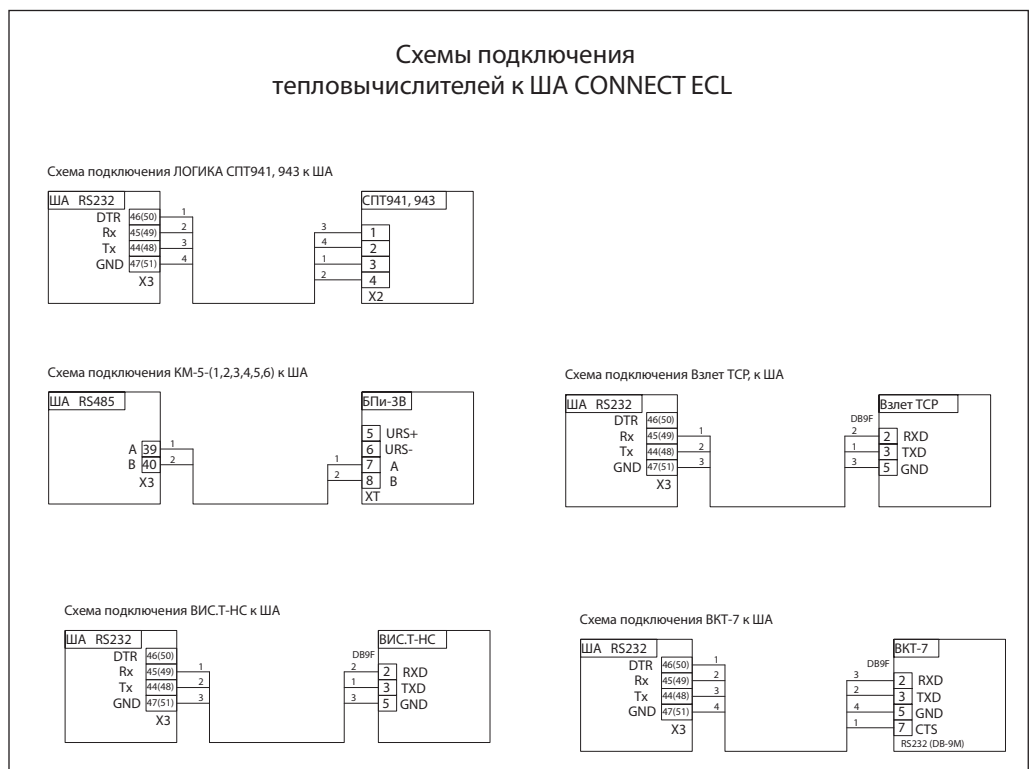 Схемы подключения
тепловычислителей к ША CONNECT ECL
Схема подключения ЛОГИКА СПТ941, 943 к ША
ША RS232
DTR 46(50) 1
Rx 45(49) 2
Tx 44(48) 3
GND 47(51) 4
X3
СПТ941, 943
3 1
4 2
1 3
2 4
X2
Схема подключения КМ-5-(1,2,3,4,5,6) к ША
ША RS485
A 39 1
B 40 2
X3
БПи-3В
5 URS+
6 URS-
1 7 A
2 8 B
XT
Схема подключения Взлет ТСР, к ША
ША RS232
DTR 46(50)
Rx 45(49) 1
Tx 44(48) 2
GND 47(51) 3
X3
Взлет ТСР
DB9F
2 2 RXD
1 3 TXD
3 5 GND
Схема подключения ВИС.Т-НС к ША
ША RS232
DTR 46(50)
Rx 45(49) 1
Tx 44(48) 2
GND 47(51) 3
X3
ВИС.Т-НС
DB9F
2 2 RXD
1 3 TXD
3 5 GND
Схема подключения ВКТ-7 к ША
ША RS232
DTR 46(50) 1
Rx 45(49) 2
Tx 44(48) 3
GND 47(51) 4
X3
ВКТ-7
DB9F
3 2 RXD
2 3 TXD
4 5 GND
1 7 CTS
RS232 (DB-9M)